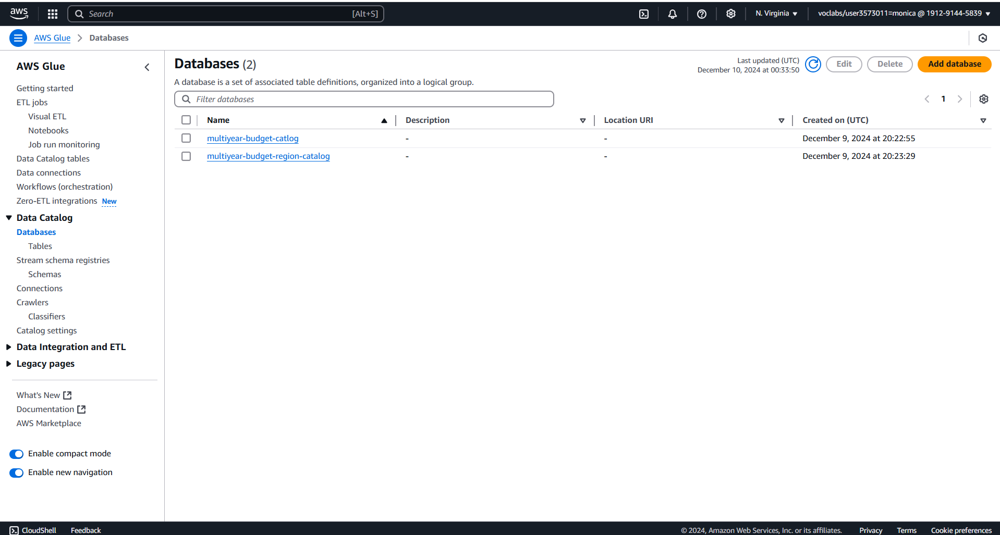 aws
Search [Alt+S]
N. Virginia
voclabs/user3573011=monica @ 1912-9144-5839
AWS Glue
Databases
AWS Glue
Getting started
ETL jobs
Visual ETL
Notebooks
Job run monitoring
Data Catalog tables
Data connections
Workflows (orchestration)
Zero-ETL integrations New
Data Catalog
Databases
Tables
Stream schema registries
Schemas
Connections
Crawlers
Classifiers
Catalog settings
Data Integration and ETL
Legacy pages
What's New
Documentation
AWS Marketplace
Enable compact mode
Enable new navigation
Databases (2)
Last updated (UTC)
December 10, 2024 at 00:33:50
Edit
Delete
Add database
A database is a set of associated table definitions, organized into a logical group.
Filter databases
1
Name Description Location URI Created on (UTC)
multiyear-budget-catlog - - December 9, 2024 at 20:22:55
multiyear-budget-region-catalog - - December 9, 2024 at 20:23:29
CloudShell Feedback © 2024, Amazon Web Services, Inc. or its affiliates. Privacy Terms Cookie preferences